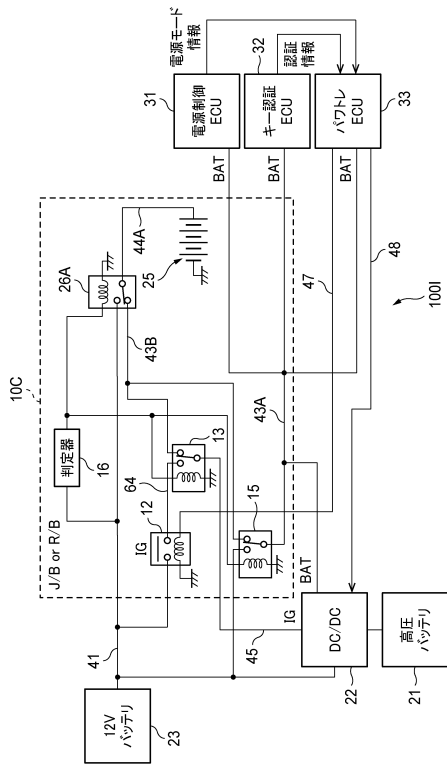 10C
J/B or R/B
判定器
16
26A
44A
25
43B
64
13
IG
12
15
43A
BAT
IG
45
41
12V
バッテリ
23
DC/DC
22
高圧
バッテリ
21
電源モード
情報
31
電源制御
ECU
BAT
32
認証
情報
キー認証
ECU
BAT
パワトレ
ECU
33
BAT
47
48
100I